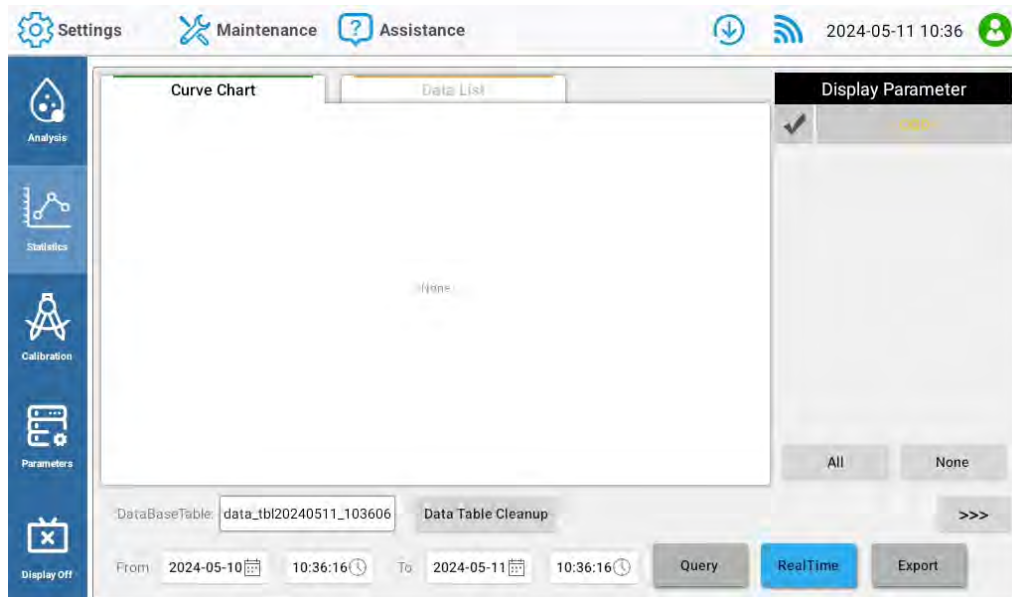 Settings Maintenance Assistance 2024-05-11 10:36
Analysis
Statistics
Calibration
Parameters
Display Off
Curve Chart Data List
None
Display Parameter
All None
DataBaseTable: data_tbl20240511_103606 Data Table Cleanup >>>
From 2024-05-10 10:36:16 To 2024-05-11 10:36:16 Query RealTime Export